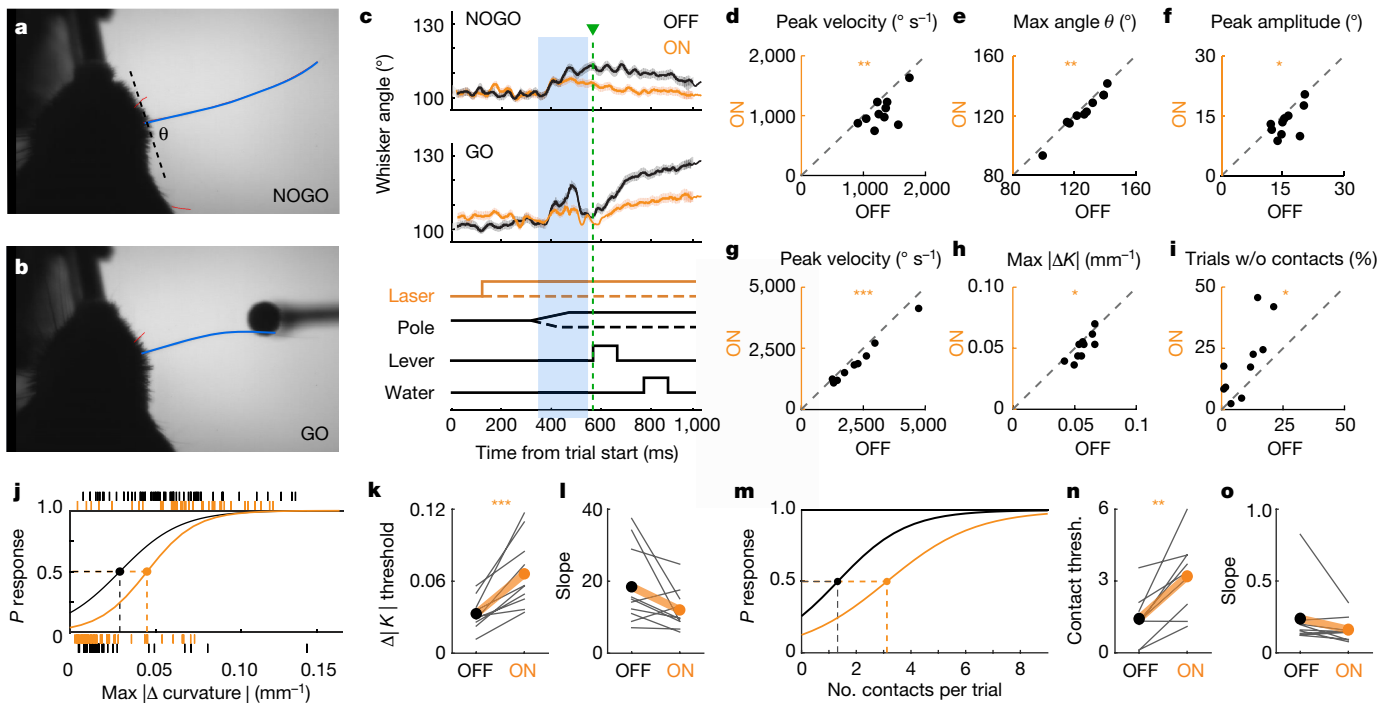 a
θ
NOGO
b
GO
c
130
NOGO
OFF
ON
100
Whisker angle (°)
130
GO
100
Laser
Pole
Lever
Water
0
200
400
600
800
1,000
Time from trial start (ms)
d
Peak velocity (° s–1)
2,000
**
1,000
ON
0
0
1,000
2,000
OFF
e
Max angle θ (°)
160
**
120
ON
80
80
120
160
OFF
f
Peak amplitude (°)
30
*
15
ON
0
0
15
30
OFF
g
Peak velocity (° s–1)
5,000
***
2,500
ON
0
0
2,500
5,000
OFF
h
Max |ΔK| (mm–1)
0.10
*
0.05
ON
0
0
0.05
0.1
OFF
i
Trials w/o contacts (%)
50
*
25
ON
0
0
25
50
OFF
j
1.0
P response
0.5
0
0
0.05
0.10
0.15
Max |Δ curvature | (mm–1)
k
0.12
***
Δ| K | threshold
0.06
0
OFF
ON
l
40
Slope
20
0
OFF
ON
m
1.0
P response
0.5
0
0
2
4
6
8
No. contacts per trial
n
6
**
Contact thresh.
3
0
OFF
ON
o
1.0
Slope
0.5
0
OFF
ON